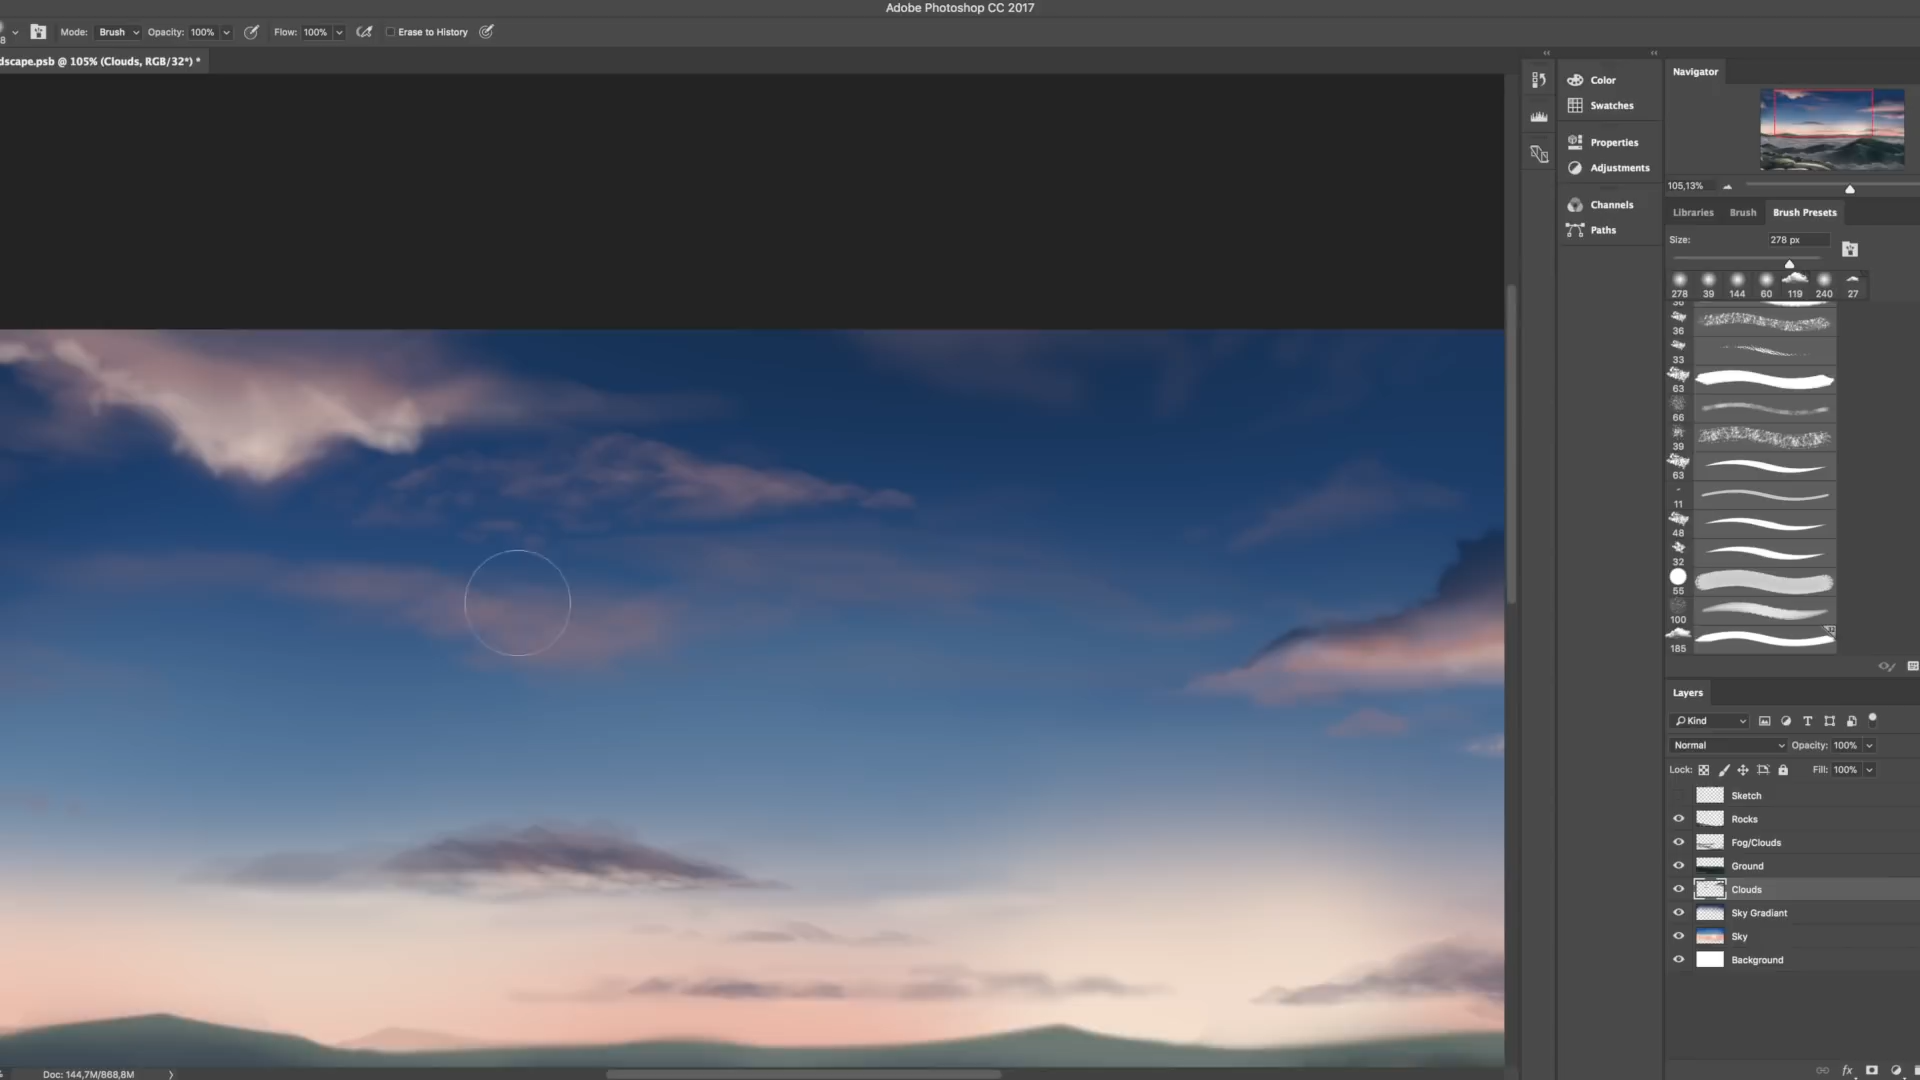 Adobe Photoshop CC 2017
8 Mode: Brush Opacity: 100% Flow: 100% Erase to History
dscape.psb @ 105% (Clouds, RGB/32*) *
Color
Swatches
Properties
Adjustments
Channels
Paths
Navigator
105,13%
Libraries Brush Brush Presets
Size: 278 px
278 39 144 60 119 240 27
36
36
33
63
66
39
63
11
48
32
55
100
185
Layers
Kind
Normal Opacity: 100%
Lock: Fill: 100%
Sketch
Rocks
Fog/Clouds
Ground
Clouds
Sky Gradiant
Sky
Background
fx
Doc: 144,7M/868,8M